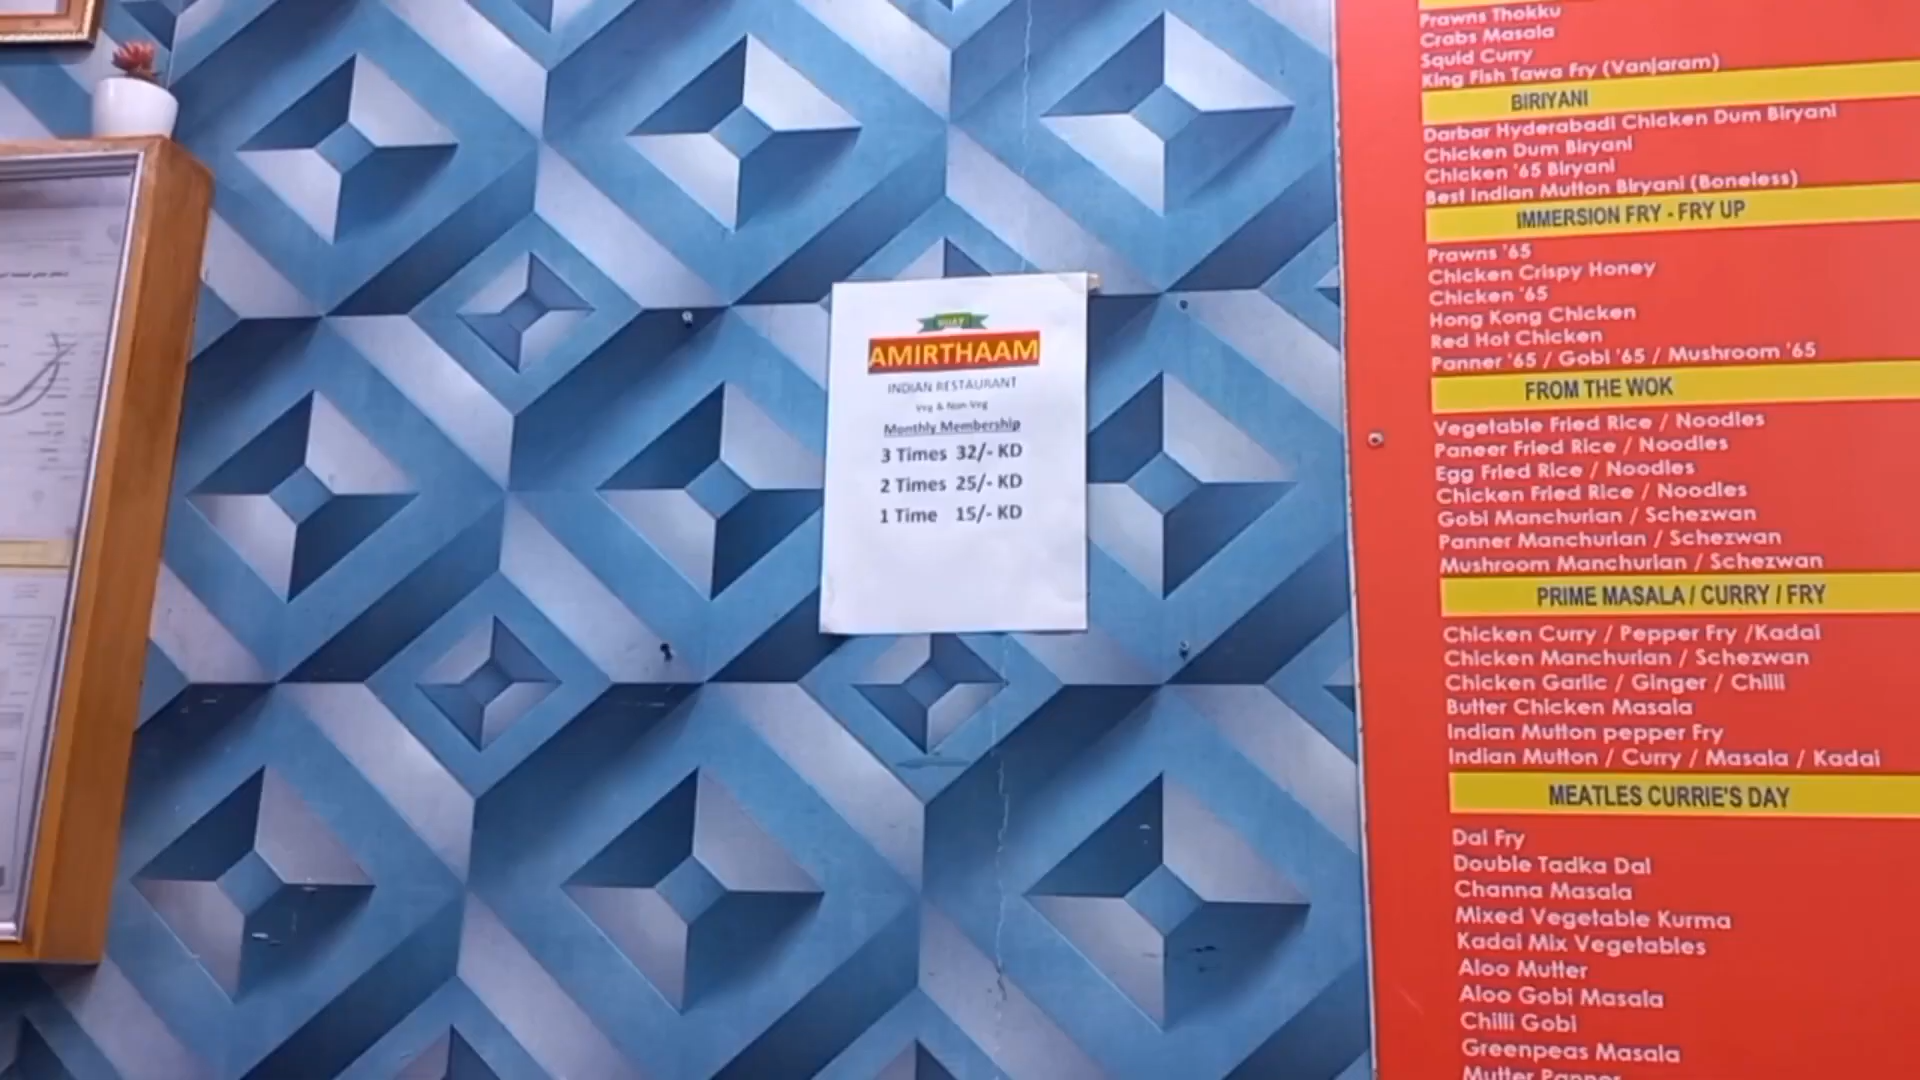 VIJAY
AMIRTHAAM
INDIAN RESTAURANT
Veg & Non-Veg
Monthly Membership
3 Times 32/- KD
2 Times 25/- KD
1 Time 15/- KD
Prawns Thokku
Crabs Masala
Squid Curry
King Fish Tawa Fry (Vanjaram)
BIRIYANI
Darbar Hyderabadi Chicken Dum Biryani
Chicken Dum Biryani
Chicken '65 Biryani
Best Indian Mutton Biryani (Boneless)
IMMERSION FRY - FRY UP
Prawns '65
Chicken Crispy Honey
Chicken '65
Hong Kong Chicken
Red Hot Chicken
Panner '65 / Gobi '65 / Mushroom '65
FROM THE WOK
Vegetable Fried Rice / Noodles
Paneer Fried Rice / Noodles
Egg Fried Rice / Noodles
Chicken Fried Rice / Noodles
Gobi Manchurian / Schezwan
Panner Manchurian / Schezwan
Mushroom Manchurian / Schezwan
PRIME MASALA / CURRY / FRY
Chicken Curry / Pepper Fry /Kadai
Chicken Manchurian / Schezwan
Chicken Garlic / Ginger / Chilli
Butter Chicken Masala
Indian Mutton pepper Fry
Indian Mutton / Curry / Masala / Kadai
MEATLES CURRIE'S DAY
Dal Fry
Double Tadka Dal
Channa Masala
Mixed Vegetable Kurma
Kadai Mix Vegetables
Aloo Mutter
Aloo Gobi Masala
Chilli Gobi
Greenpeas Masala
Mutter Panner